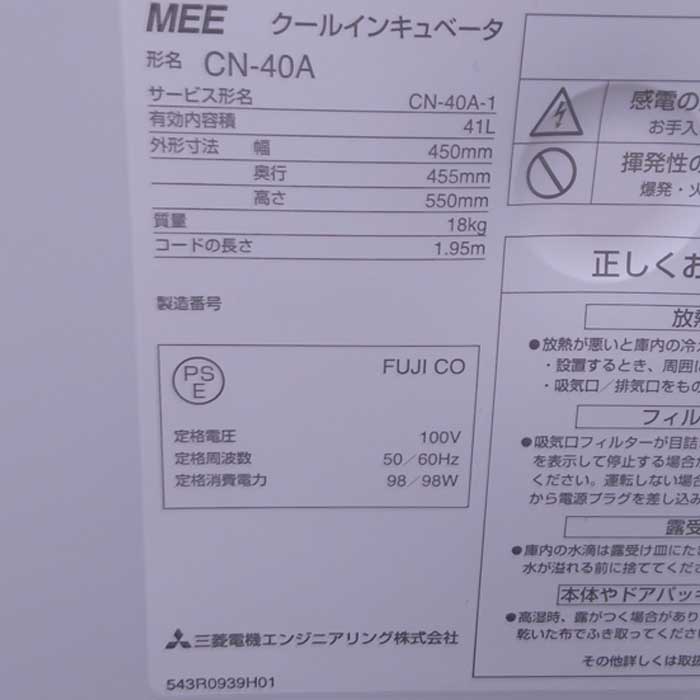 MEE クールインキュベータ
形名 CN-40A
サービス形名 CN-40A-1
有効内容積 41L
外形寸法 幅 450mm
奥行 455mm
高さ 550mm
質量 18kg
コードの長さ 1.95m
製造番号
PS
E
FUJI CO
定格電圧 100V
定格周波数 50/60Hz
定格消費電力 98/98W
三菱電機エンジニアリング株式会社
543R0939H01
感電の
お手入
揮発性の
爆発・火
正しくお
放熱
●放熱が悪いと庫内の冷
・設置するとき、周囲に
・吸気口/排気口をもの
フィル
●吸気口フィルターが目詰
を表示して停止する場合が
ください。運転しない場合
から電源プラグを差し込み
露受
●庫内の水滴は露受け皿にた
水が溢れる前に捨ててくださ
本体やドアパッキ
●高湿時、露がつく場合があり
乾いた布でふき取ってくださ
その他詳しくは取扱